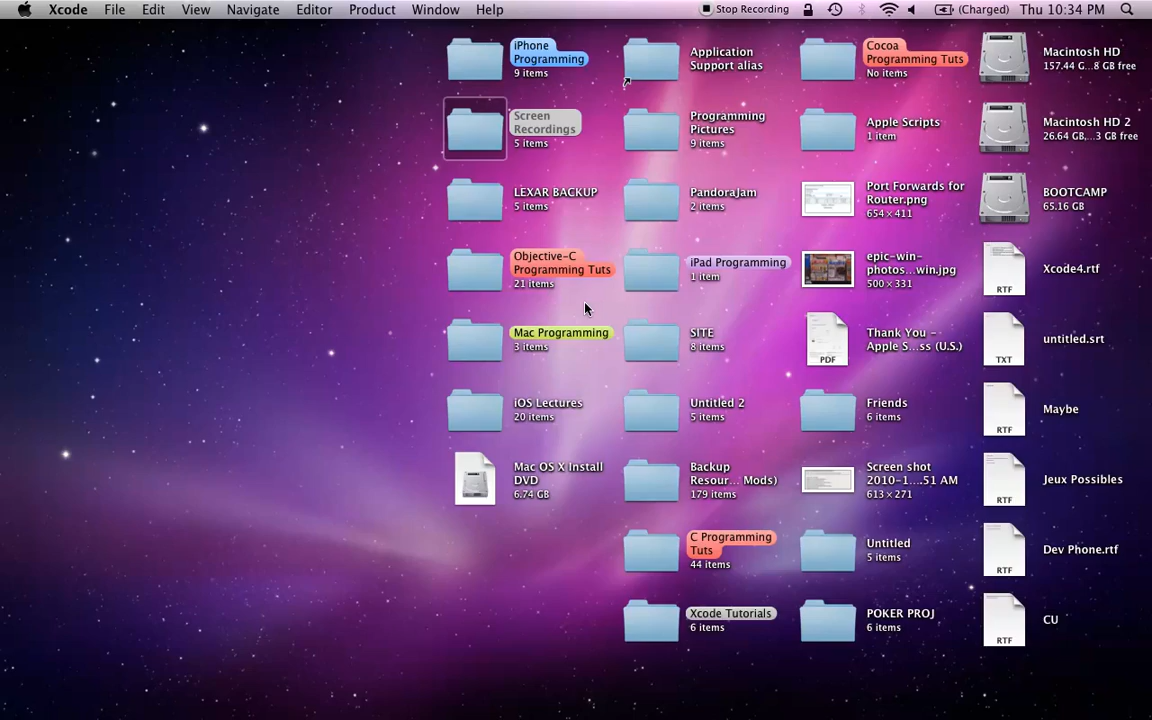 Xcode File Edit View Navigate Editor Product Window Help Stop Recording (Charged) Thu 10:34 PM
iPhone
Programming
9 items
Application
Support alias
Cocoa
Programming Tuts
No items
Macintosh HD
157.44 G...8 GB free
Screen
Recordings
5 items
Programming
Pictures
9 items
Apple Scripts
1 item
Macintosh HD 2
26.64 GB,...3 GB free
LEXAR BACKUP
5 items
PandoraJam
2 items
Port Forwards for
Router.png
654 × 411
BOOTCAMP
65.16 GB
Objective-C
Programming Tuts
21 items
iPad Programming
1 item
epic-win-
photos...win.jpg
500 × 331
RTF
Xcode4.rtf
Mac Programming
3 items
SITE
8 items
PDF
Thank You -
Apple S...ss (U.S.)
TXT
untitled.srt
iOS Lectures
20 items
Untitled 2
5 items
Friends
6 items
RTF
Maybe
Mac OS X Install
DVD
6.74 GB
Backup
Resour... Mods)
179 items
Screen shot
2010-1....51 AM
613 × 271
RTF
Jeux Possibles
C Programming
Tuts
44 items
Untitled
5 items
RTF
Dev Phone.rtf
Xcode Tutorials
6 items
POKER PROJ
6 items
RTF
CU